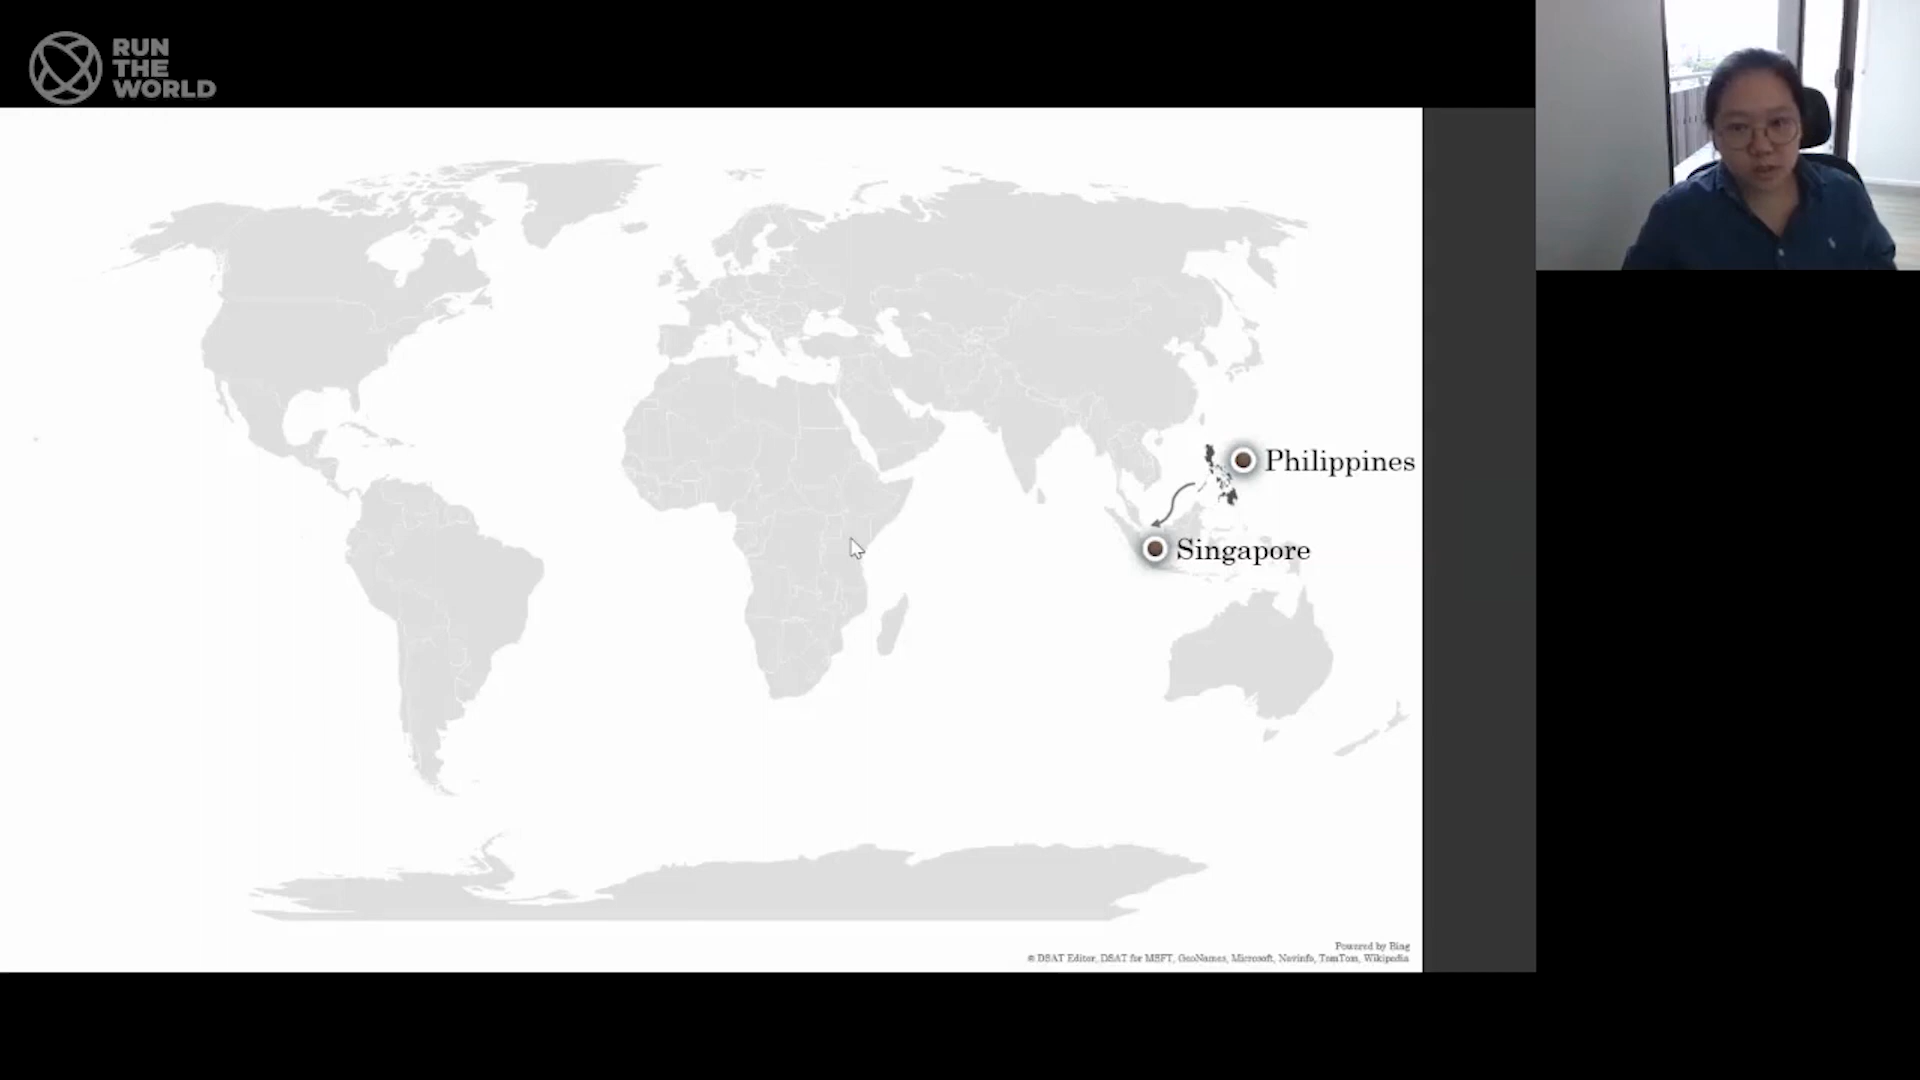 RUN
THE
WORLD
Philippines
Singapore
Powered by Bing
© DSAT Editor, DSAT for MSFT, GeoNames, Microsoft, Navinfo, TomTom, Wikipedia